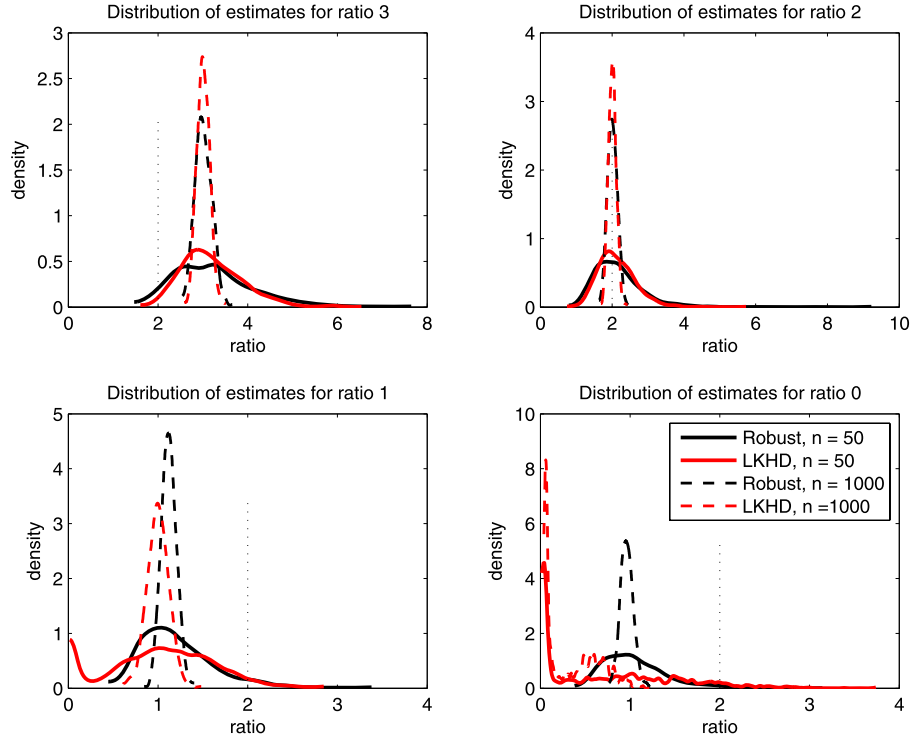 Distribution of estimates for ratio 3
3
2.5
2
1.5
1
0.5
0
0 2 4 6 8
density
ratio
Distribution of estimates for ratio 2
4
3
2
1
0
0 2 4 6 8 10
density
ratio
Distribution of estimates for ratio 1
5
4
3
2
1
0
0 1 2 3 4
density
ratio
Distribution of estimates for ratio 0
10
8
6
4
2
0
0 1 2 3 4
density
ratio
Robust, n = 50
LKHD, n = 50
Robust, n = 1000
LKHD, n =1000